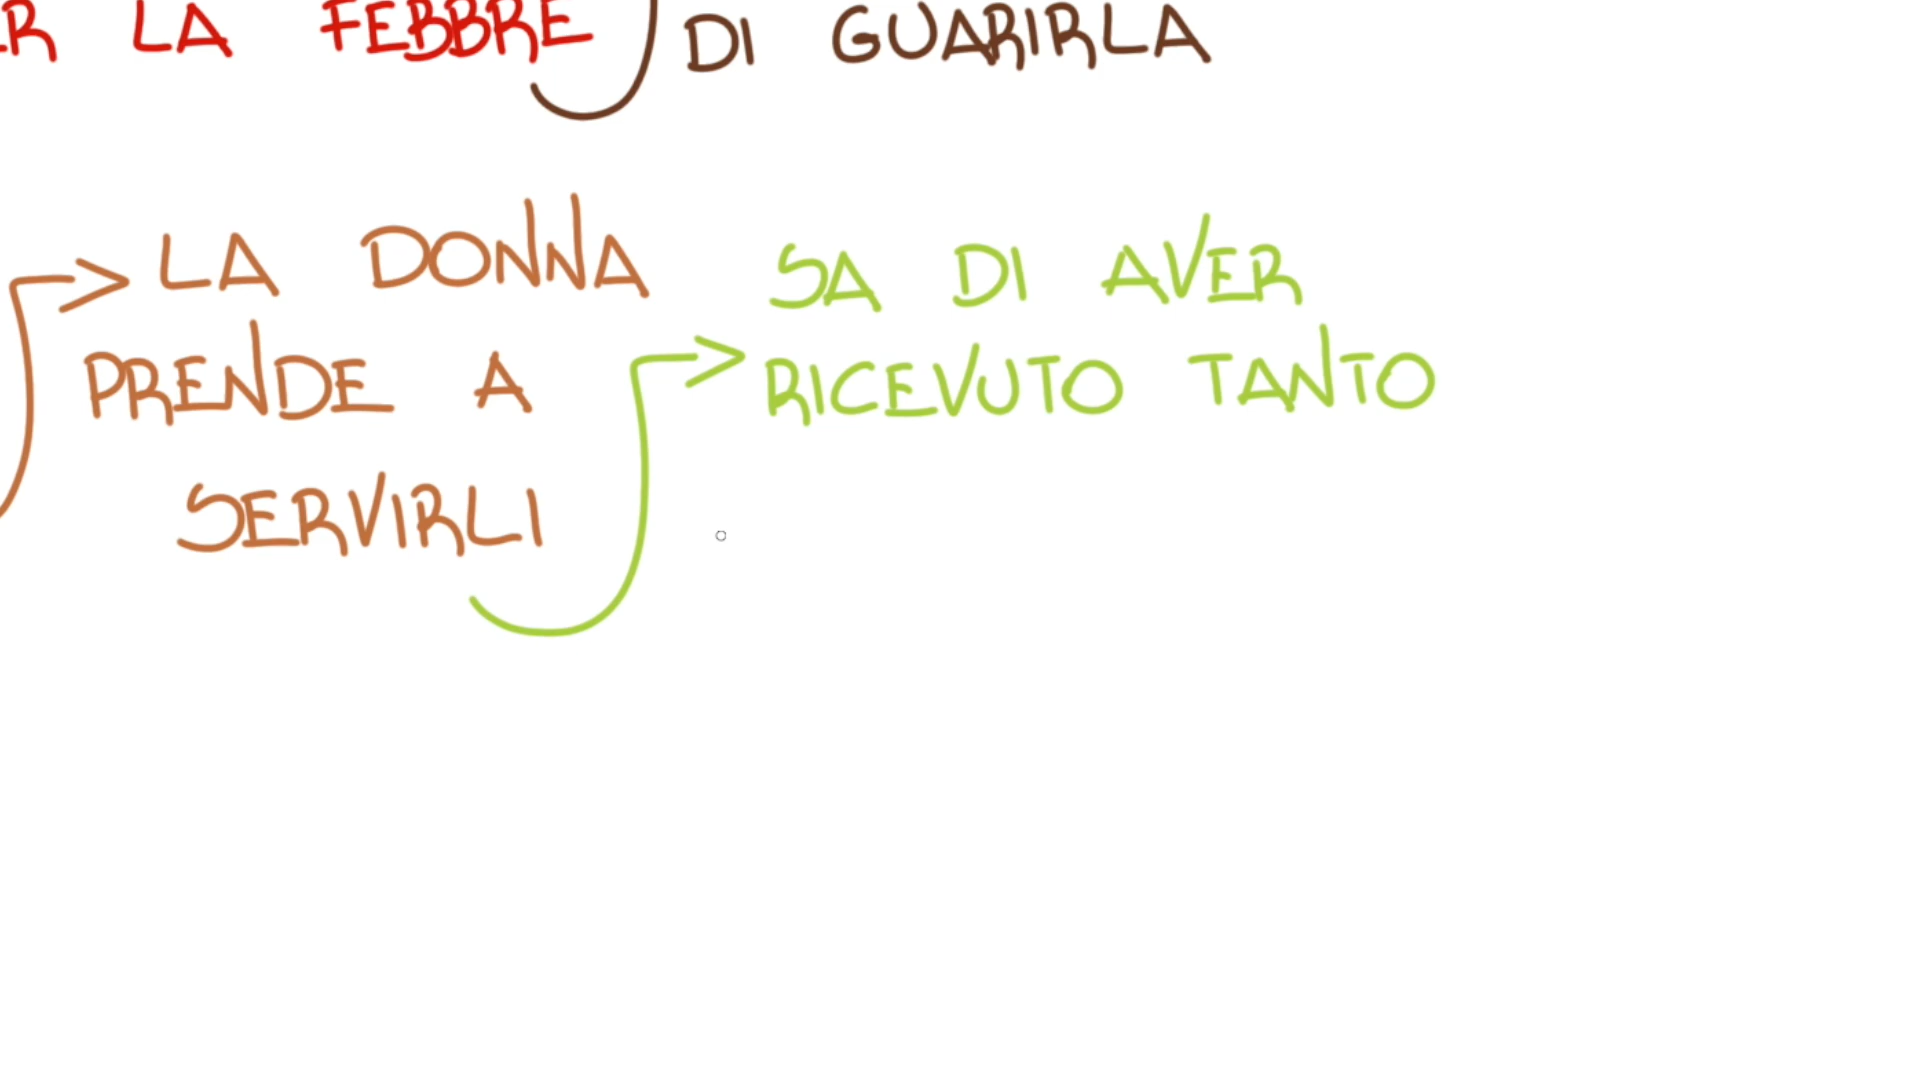 LA FEBBRE
DI GUARIRLA
LA DONNA
PRENDE A
SERVIRLI
SA DI AVER
RICEVUTO TANTO